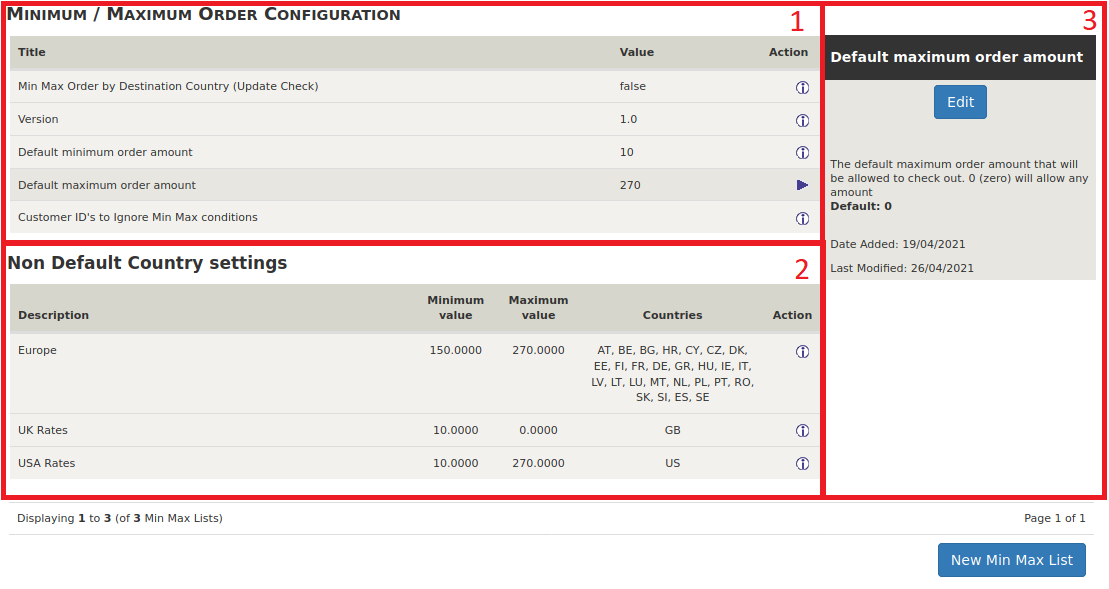 MINIMUM / MAXIMUM ORDER CONFIGURATION
1
Title Value Action
Min Max Order by Destination Country (Update Check) false
Version 1.0
Default minimum order amount 10
Default maximum order amount 270
Customer ID's to Ignore Min Max conditions
Non Default Country settings
2
Description Minimum value Maximum value Countries Action
Europe 150.0000 270.0000 AT, BE, BG, HR, CY, CZ, DK,
EE, FI, FR, DE, GR, HU, IE, IT,
LV, LT, LU, MT, NL, PL, PT, RO,
SK, SI, ES, SE
UK Rates 10.0000 0.0000 GB
USA Rates 10.0000 270.0000 US
3
Default maximum order amount
Edit
The default maximum order amount that will
be allowed to check out. 0 (zero) will allow any
amount
Default: 0
Date Added: 19/04/2021
Last Modified: 26/04/2021
Displaying 1 to 3 (of 3 Min Max Lists) Page 1 of 1
New Min Max List